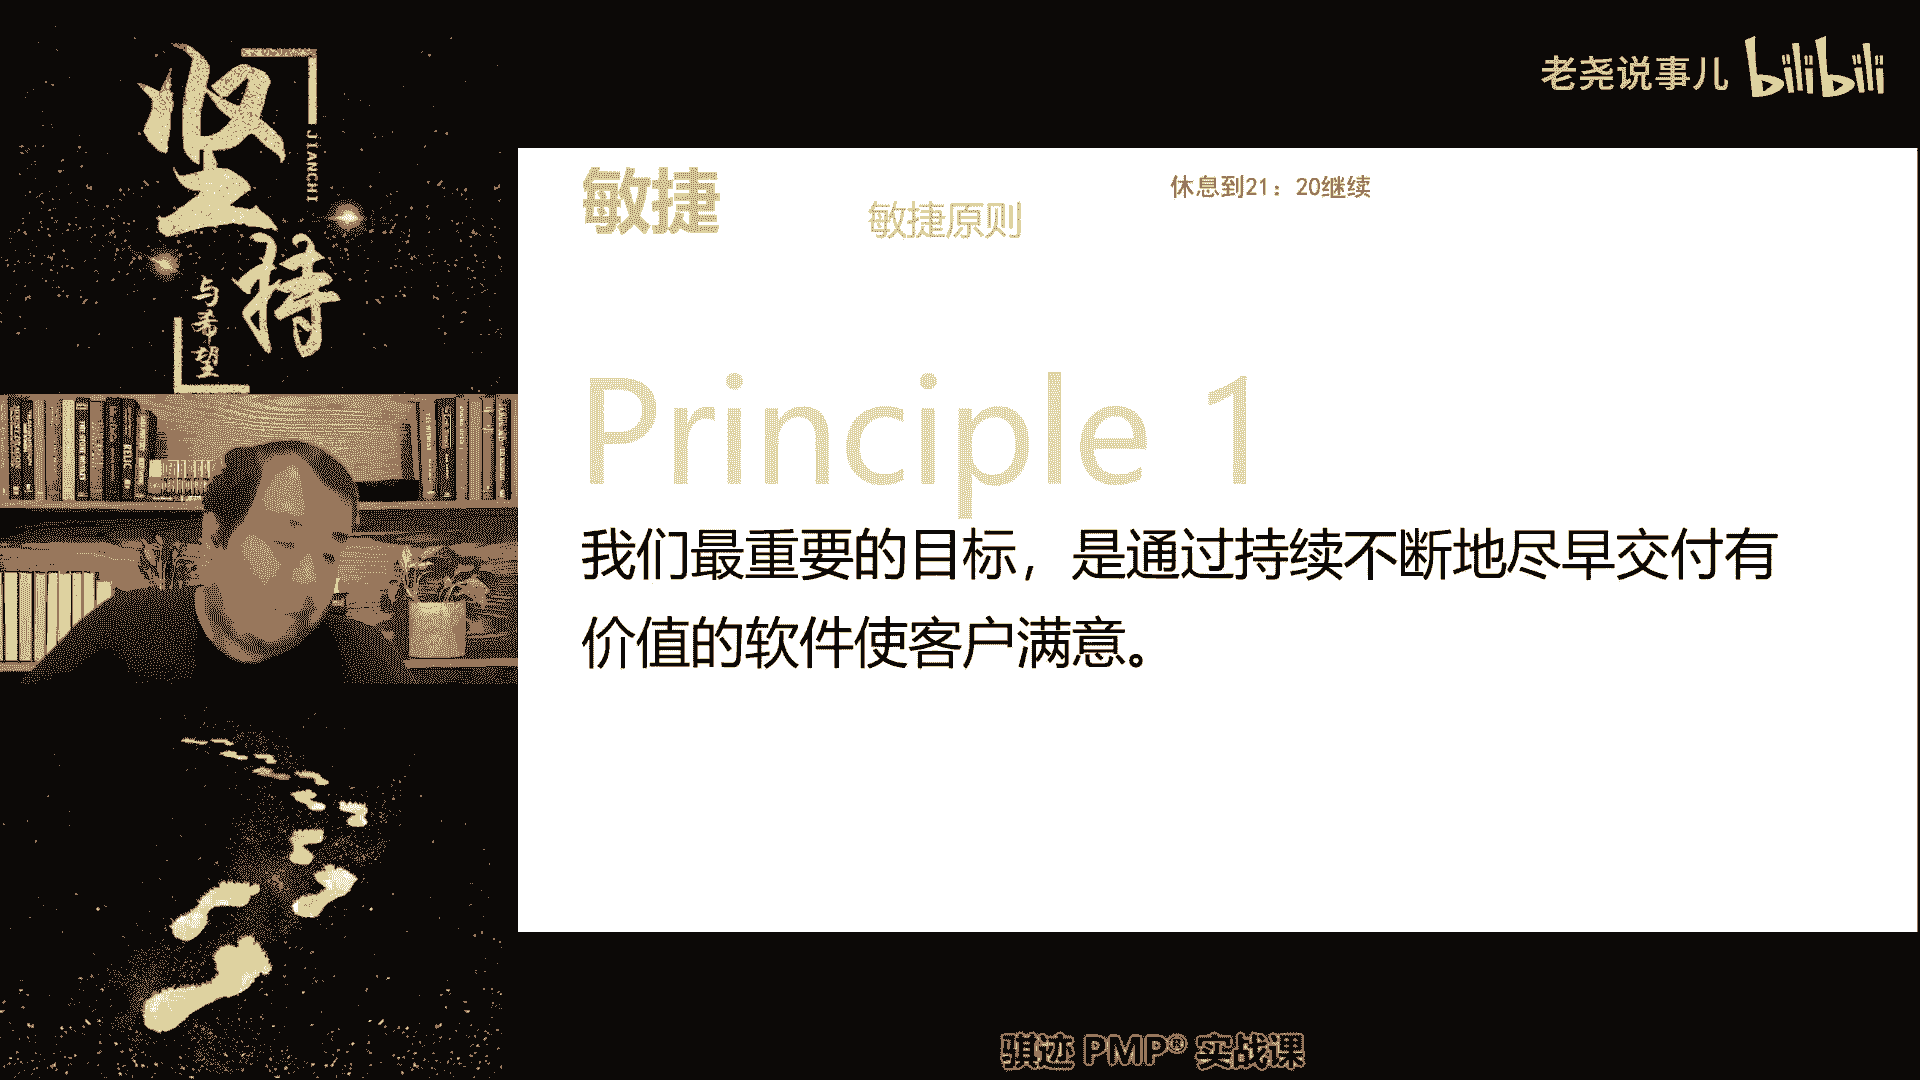 坚持
JIANCHI
与希望
老尧说事儿 bilibili
敏捷
敏捷原则
休息到21：20继续
Principle 1
我们最重要的目标，是通过持续不断地尽早交付有
价值的软件使客户满意。
骐迹 PMP® 实战课